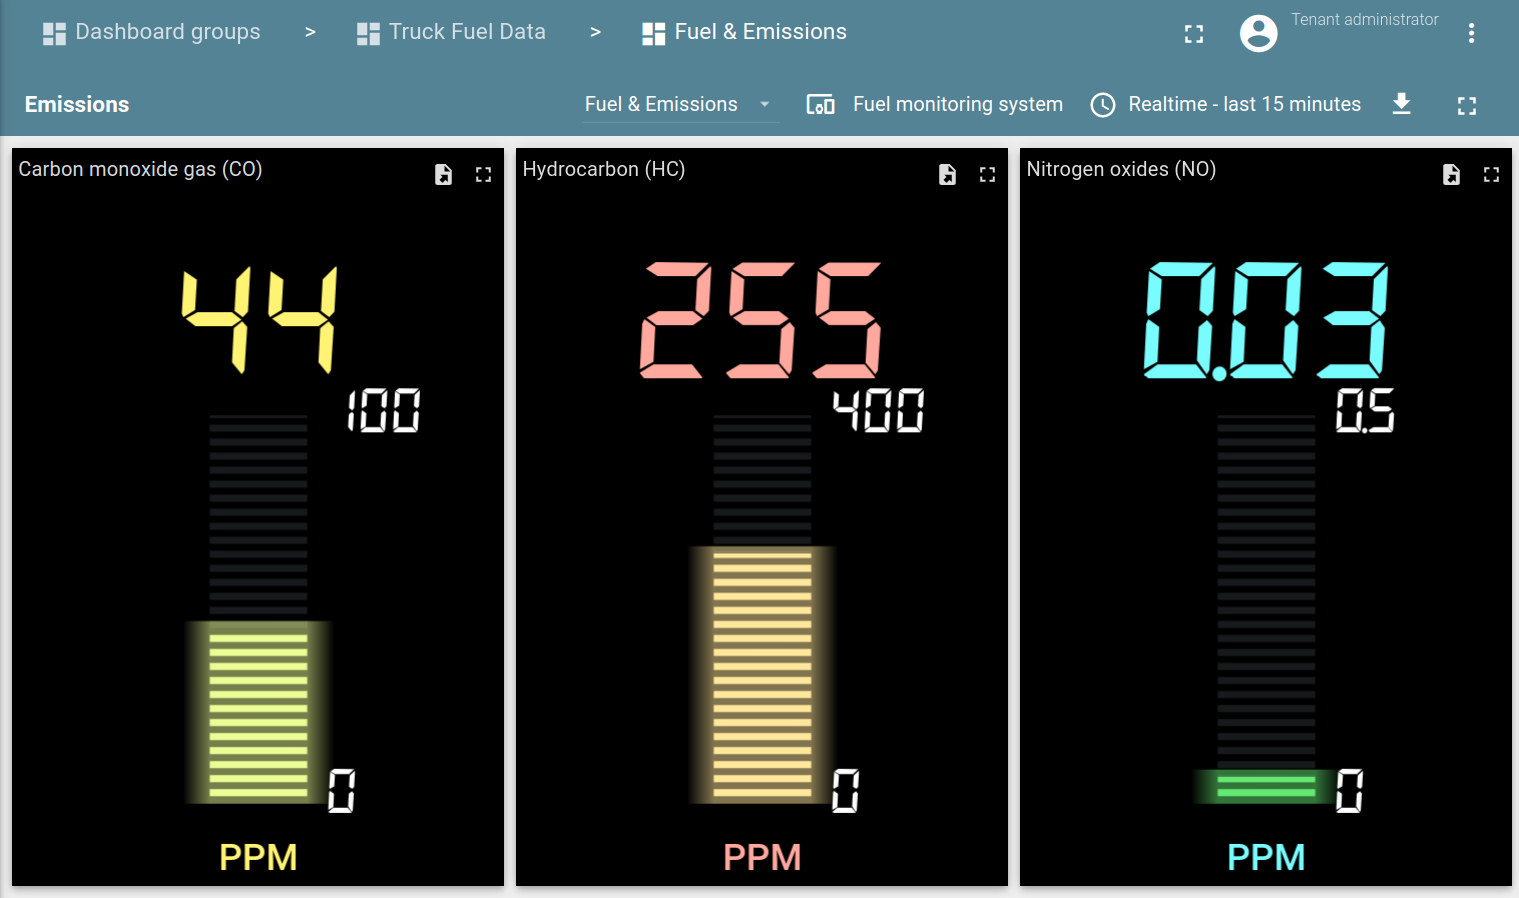 Dashboard groups > Truck Fuel Data > Fuel & Emissions
Tenant administrator
Emissions
Fuel & Emissions
Fuel monitoring system
Realtime - last 15 minutes
Carbon monoxide gas (CO)
44
100
0
PPM
Hydrocarbon (HC)
255
400
0
PPM
Nitrogen oxides (NO)
0.03
0.5
0
PPM